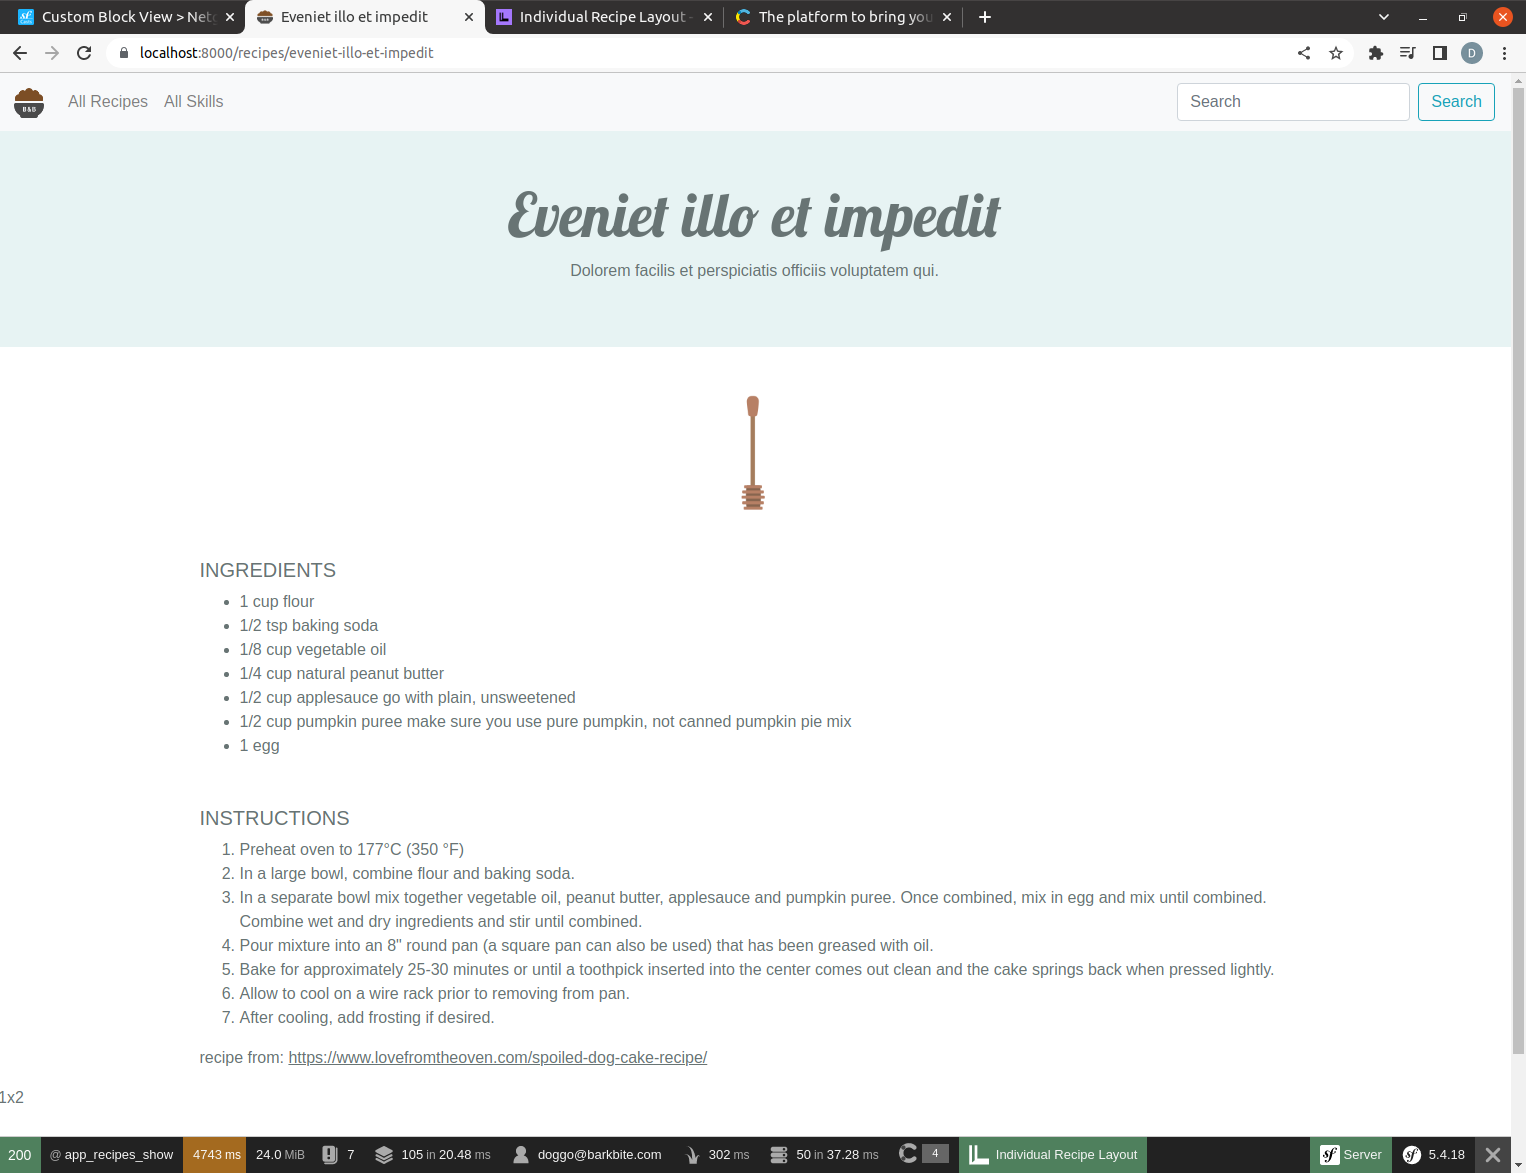 Custom Block View > Netg
Eveniet illo et impedit
Individual Recipe Layout -
The platform to bring you
localhost:8000/recipes/eveniet-illo-et-impedit
D
B&B
All Recipes
All Skills
Search
Search
Eveniet illo et impedit
Dolorem facilis et perspiciatis officiis voluptatem qui.
INGREDIENTS
• 1 cup flour
• 1/2 tsp baking soda
• 1/8 cup vegetable oil
• 1/4 cup natural peanut butter
• 1/2 cup applesauce go with plain, unsweetened
• 1/2 cup pumpkin puree make sure you use pure pumpkin, not canned pumpkin pie mix
• 1 egg
INSTRUCTIONS
1. Preheat oven to 177°C (350 °F)
2. In a large bowl, combine flour and baking soda.
3. In a separate bowl mix together vegetable oil, peanut butter, applesauce and pumpkin puree. Once combined, mix in egg and mix until combined.
Combine wet and dry ingredients and stir until combined.
4. Pour mixture into an 8" round pan (a square pan can also be used) that has been greased with oil.
5. Bake for approximately 25-30 minutes or until a toothpick inserted into the center comes out clean and the cake springs back when pressed lightly.
6. Allow to cool on a wire rack prior to removing from pan.
7. After cooling, add frosting if desired.
recipe from: https://www.lovefromtheoven.com/spoiled-dog-cake-recipe/
1x2
200 @ app_recipes_show 4743 ms 24.0 MiB 7 105 in 20.48 ms doggo@barkbite.com 302 ms 50 in 37.28 ms 4 Individual Recipe Layout Server 5.4.18